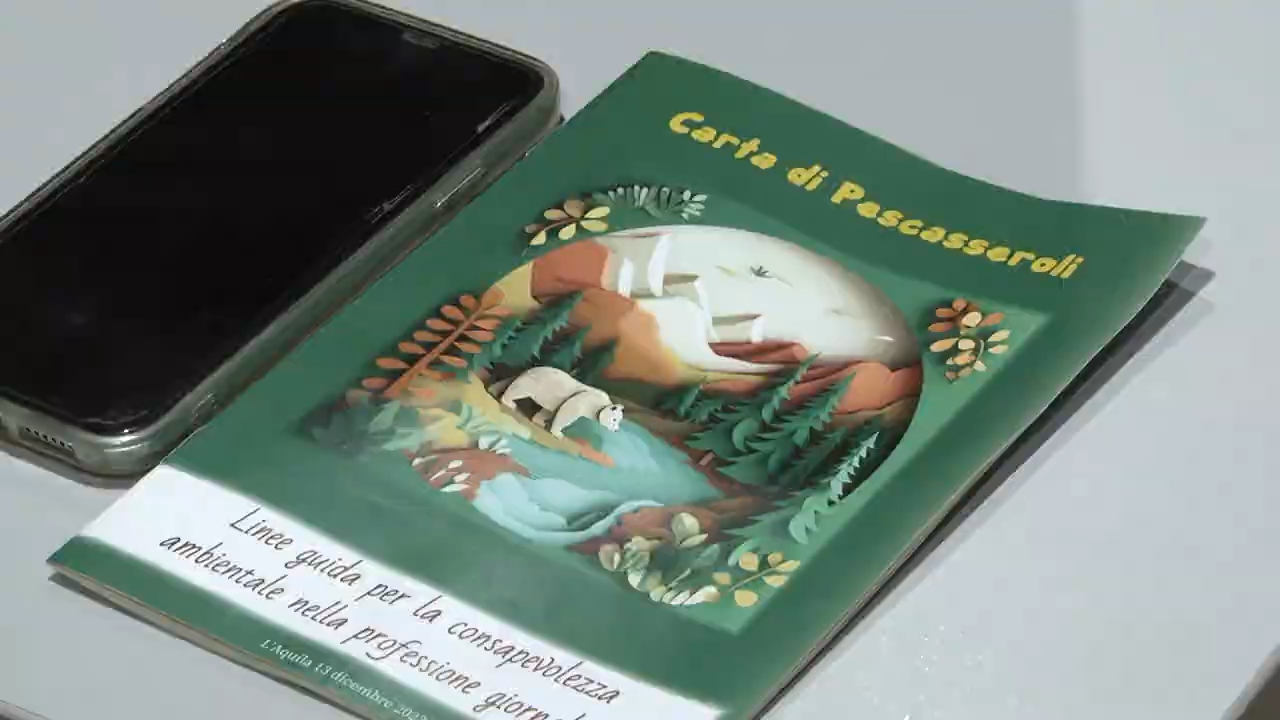 Carta di Pescasseroli
Linee guida per la consapevolezza
ambientale nella professione
L'Aquila 13 dicembre